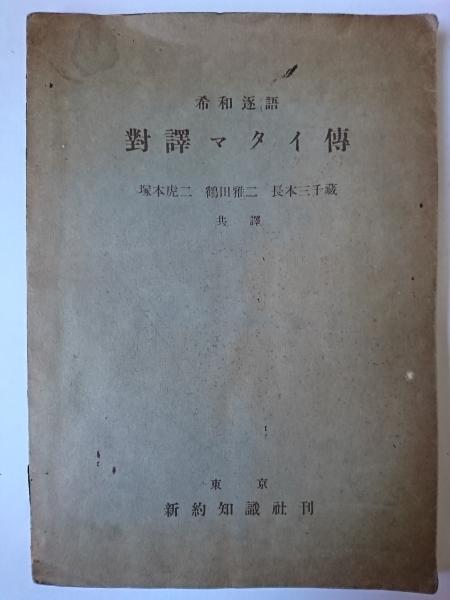 希和逐語
對譯マタイ傳
塚本虎二 鶴田雅二 長本三千蔵
共譯
東京
新約知識社刊